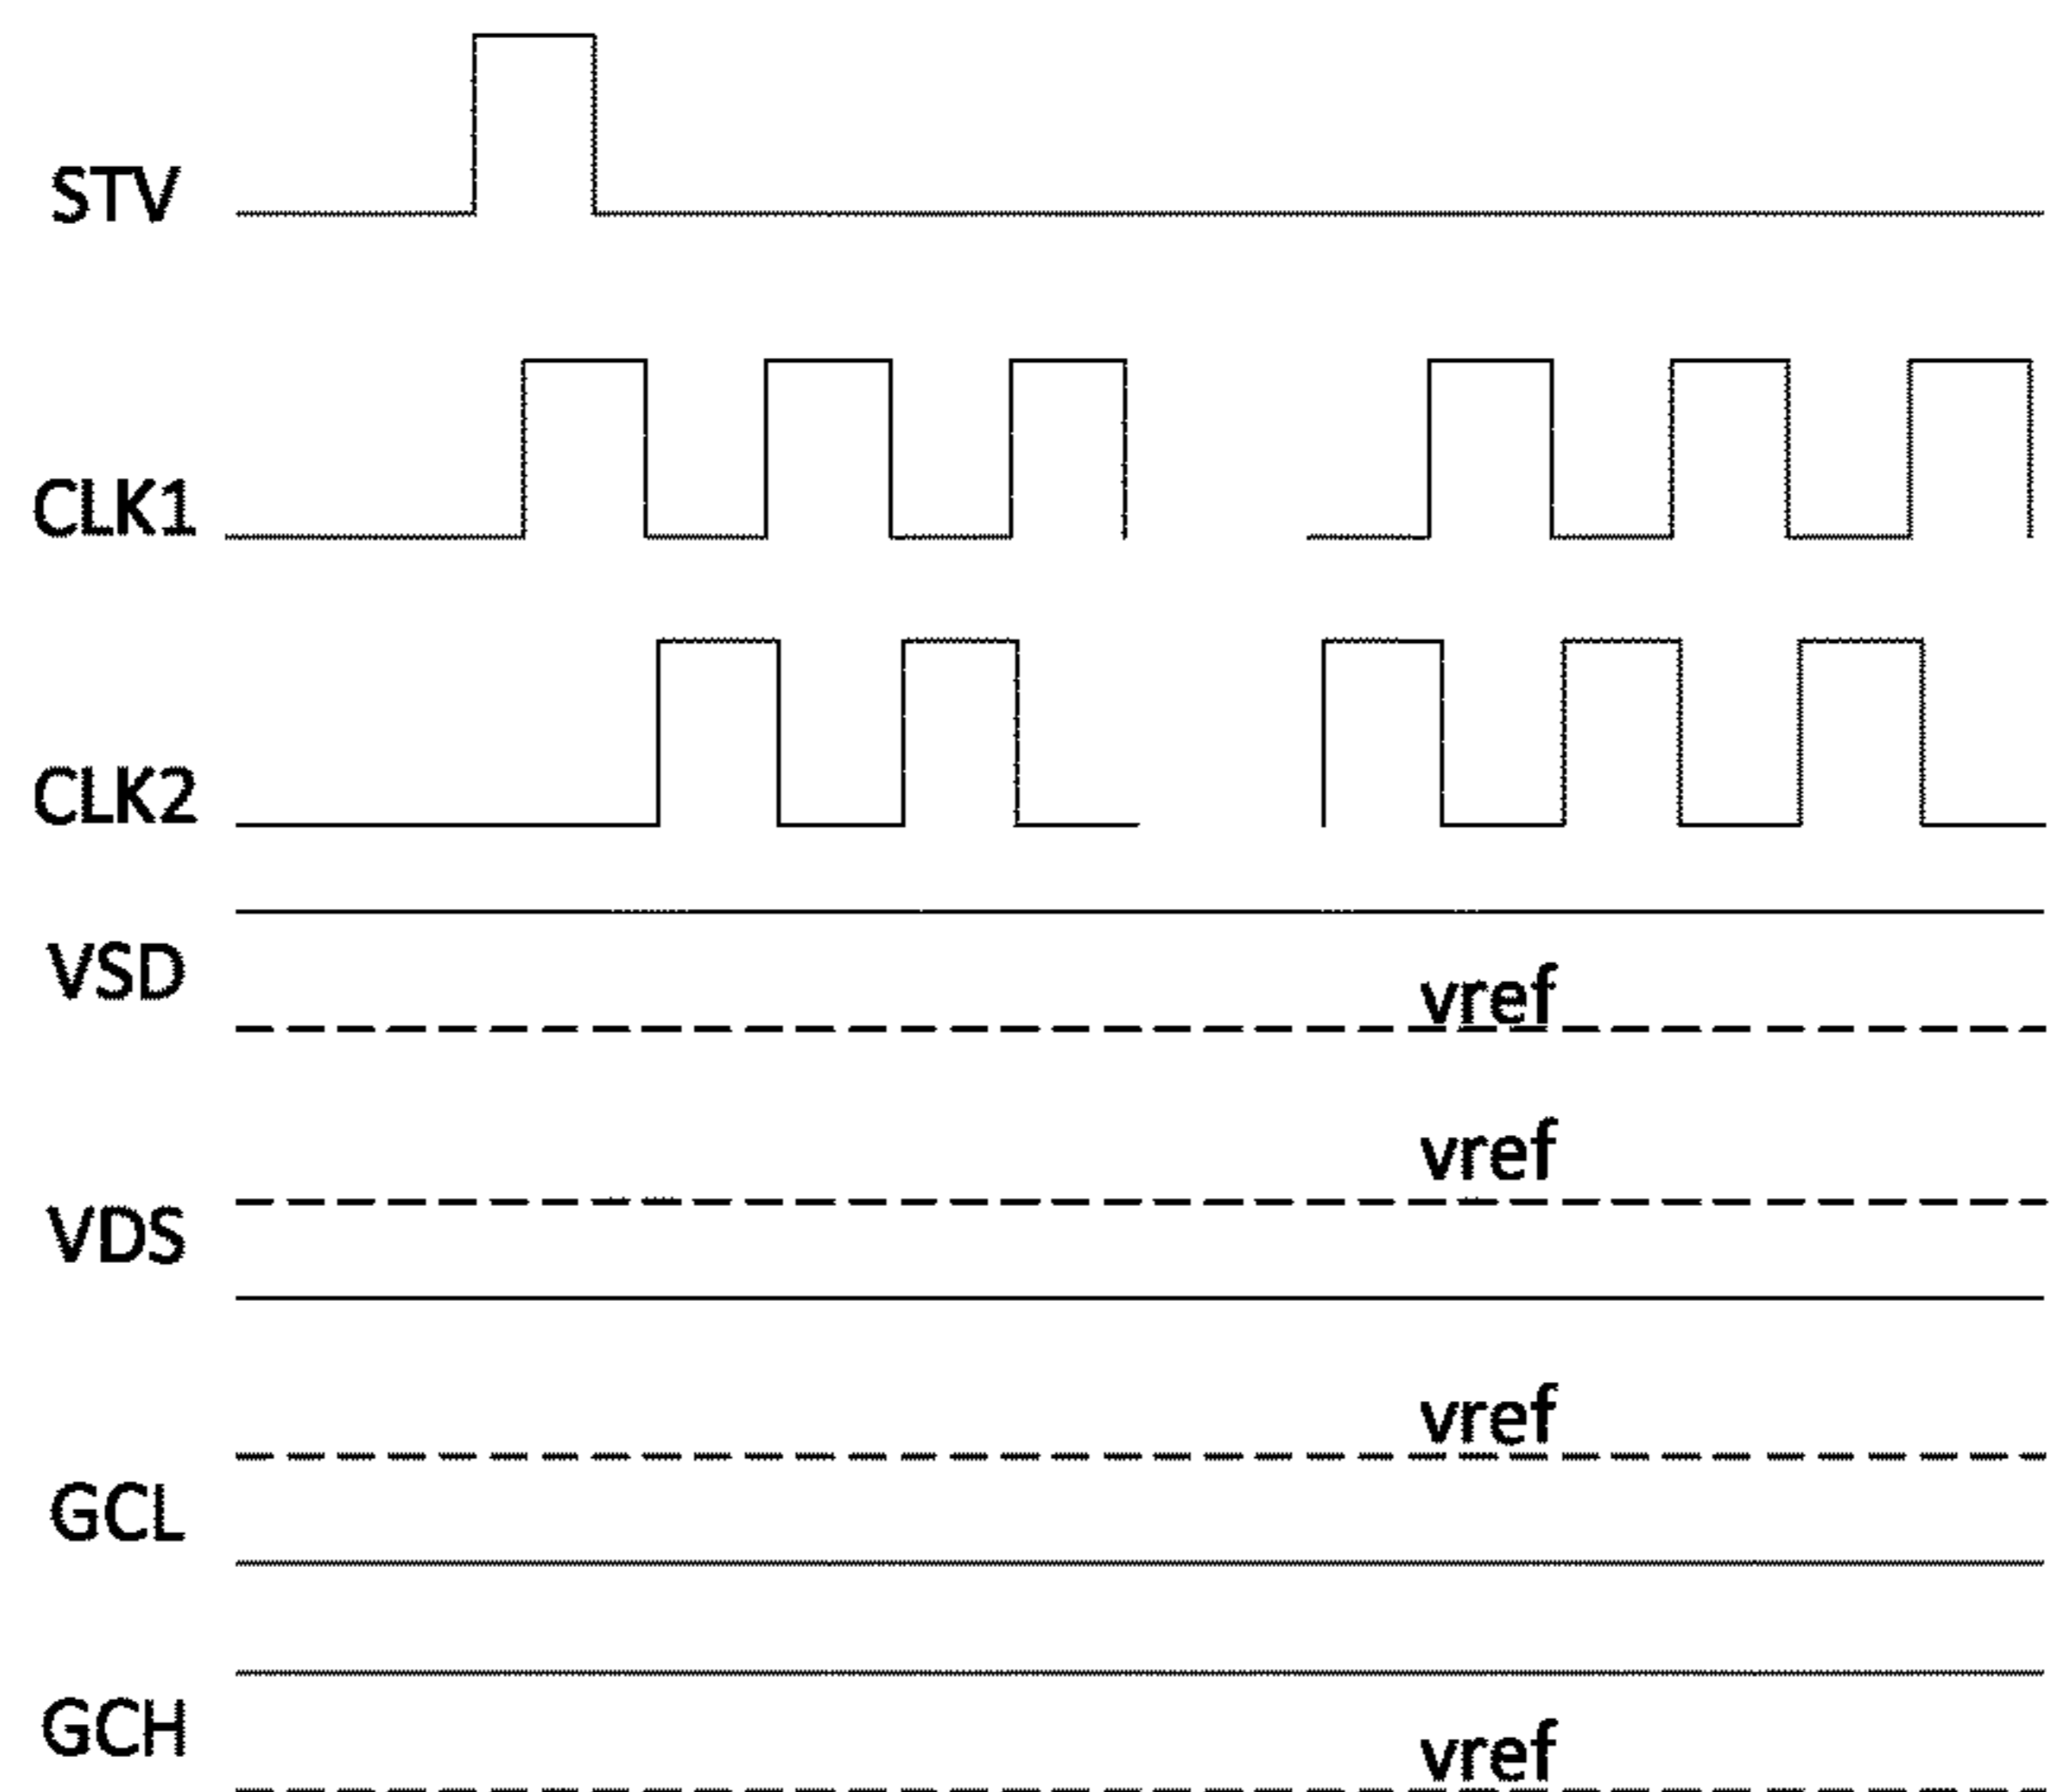 STV
CLK1
CLK2
VSD
vref
vref
VDS
vref
GCL
GCH
vref